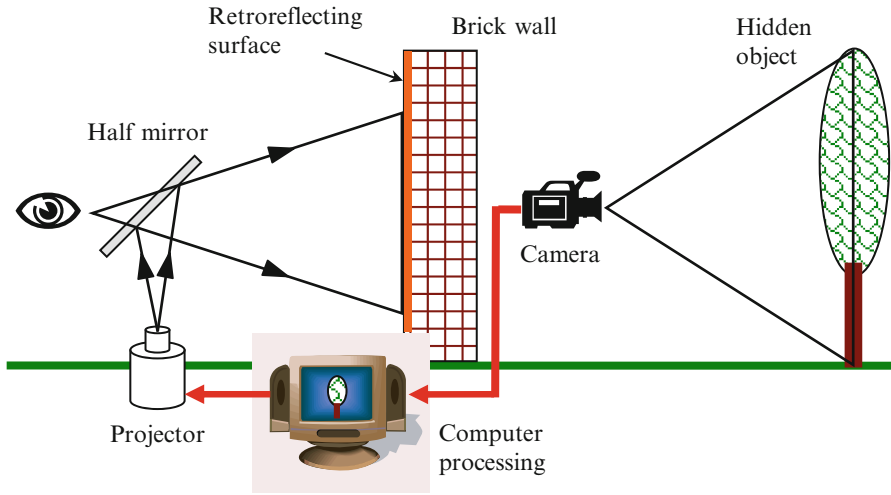 Retroreflecting
surface
Brick wall
Hidden
object
Half mirror
Camera
Projector
Computer
processing